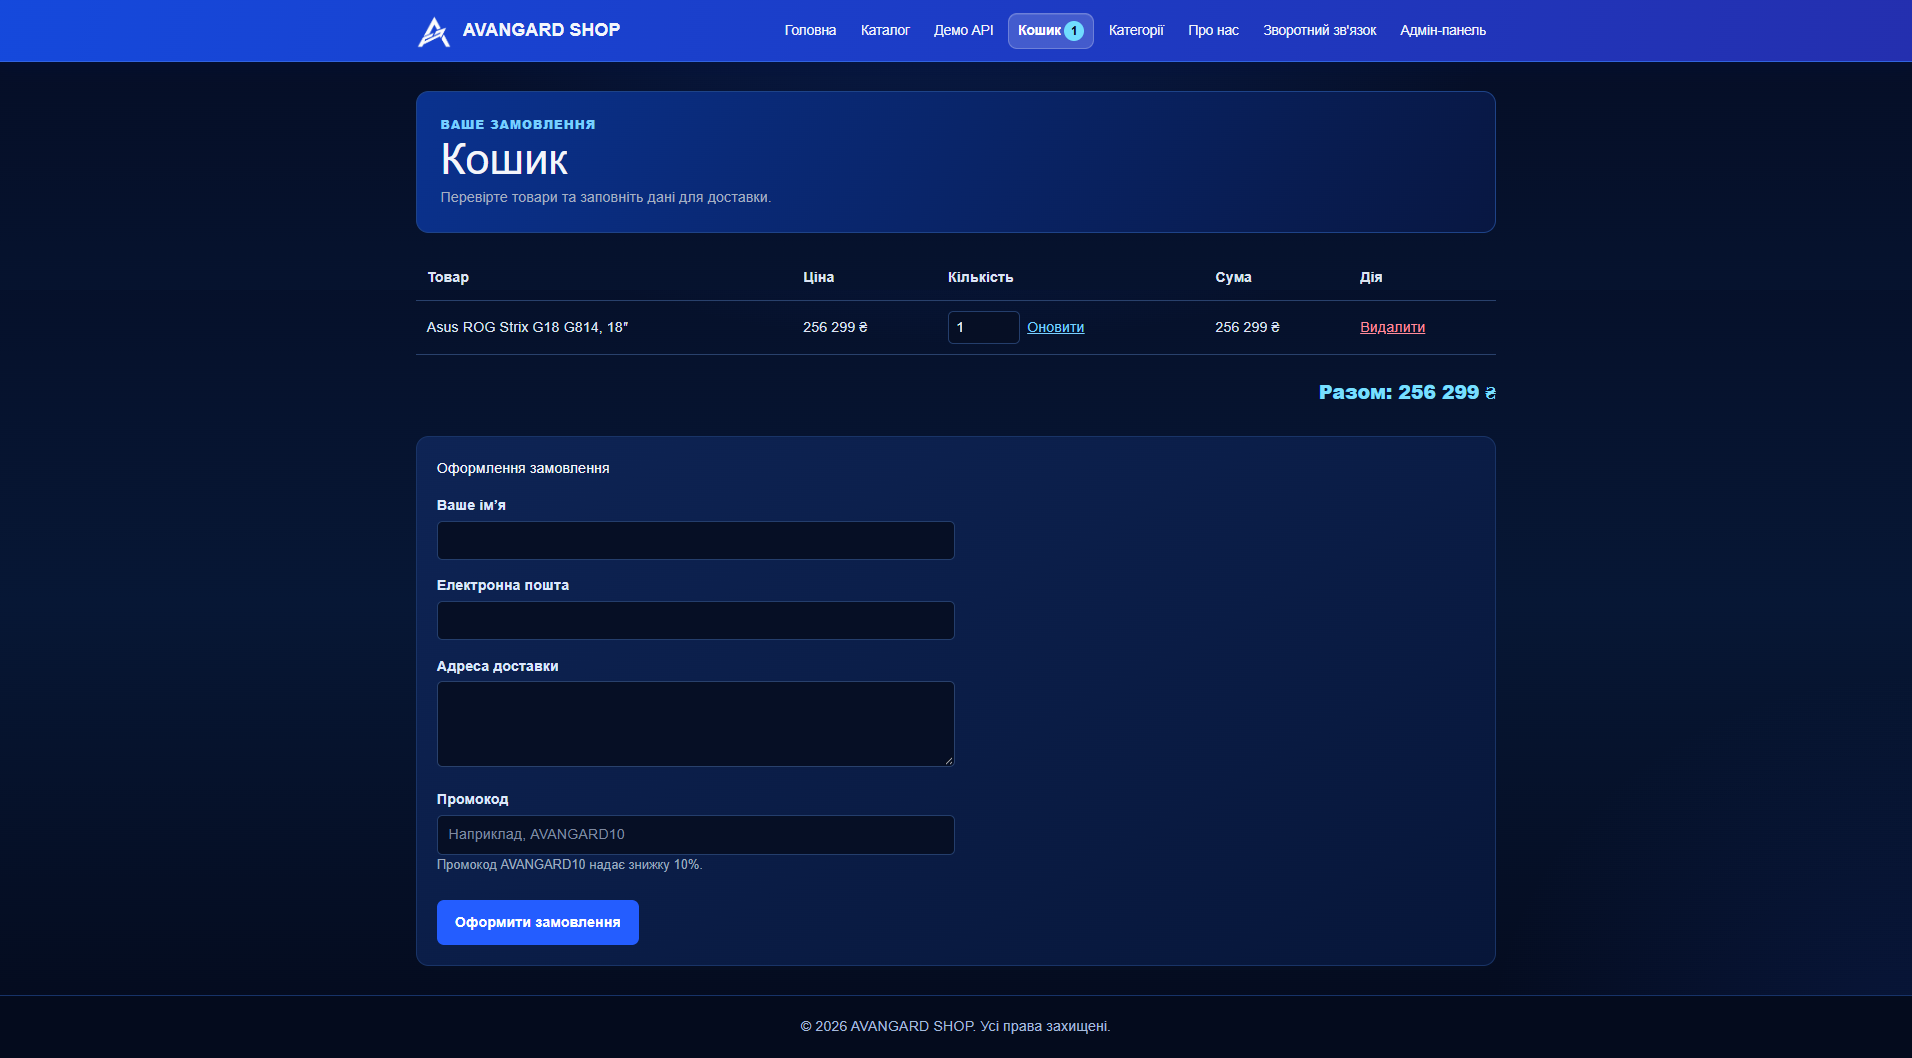 AVANGARD SHOP
Головна Каталог Демо API Кошик 1 Категорії Про нас Зворотний зв'язок Адмін-панель
ВАШЕ ЗАМОВЛЕННЯ
Кошик
Перевірте товари та заповніть дані для доставки.
Товар Ціна Кількість Сума Дія
Asus ROG Strix G18 G814, 18″ 256 299 ₴ 1 Оновити 256 299 ₴ Видалити
Разом: 256 299 ₴
Оформлення замовлення
Ваше ім’я
Електронна пошта
Адреса доставки
Промокод
Наприклад, AVANGARD10
Промокод AVANGARD10 надає знижку 10%.
Оформити замовлення
© 2026 AVANGARD SHOP. Усі права захищені.